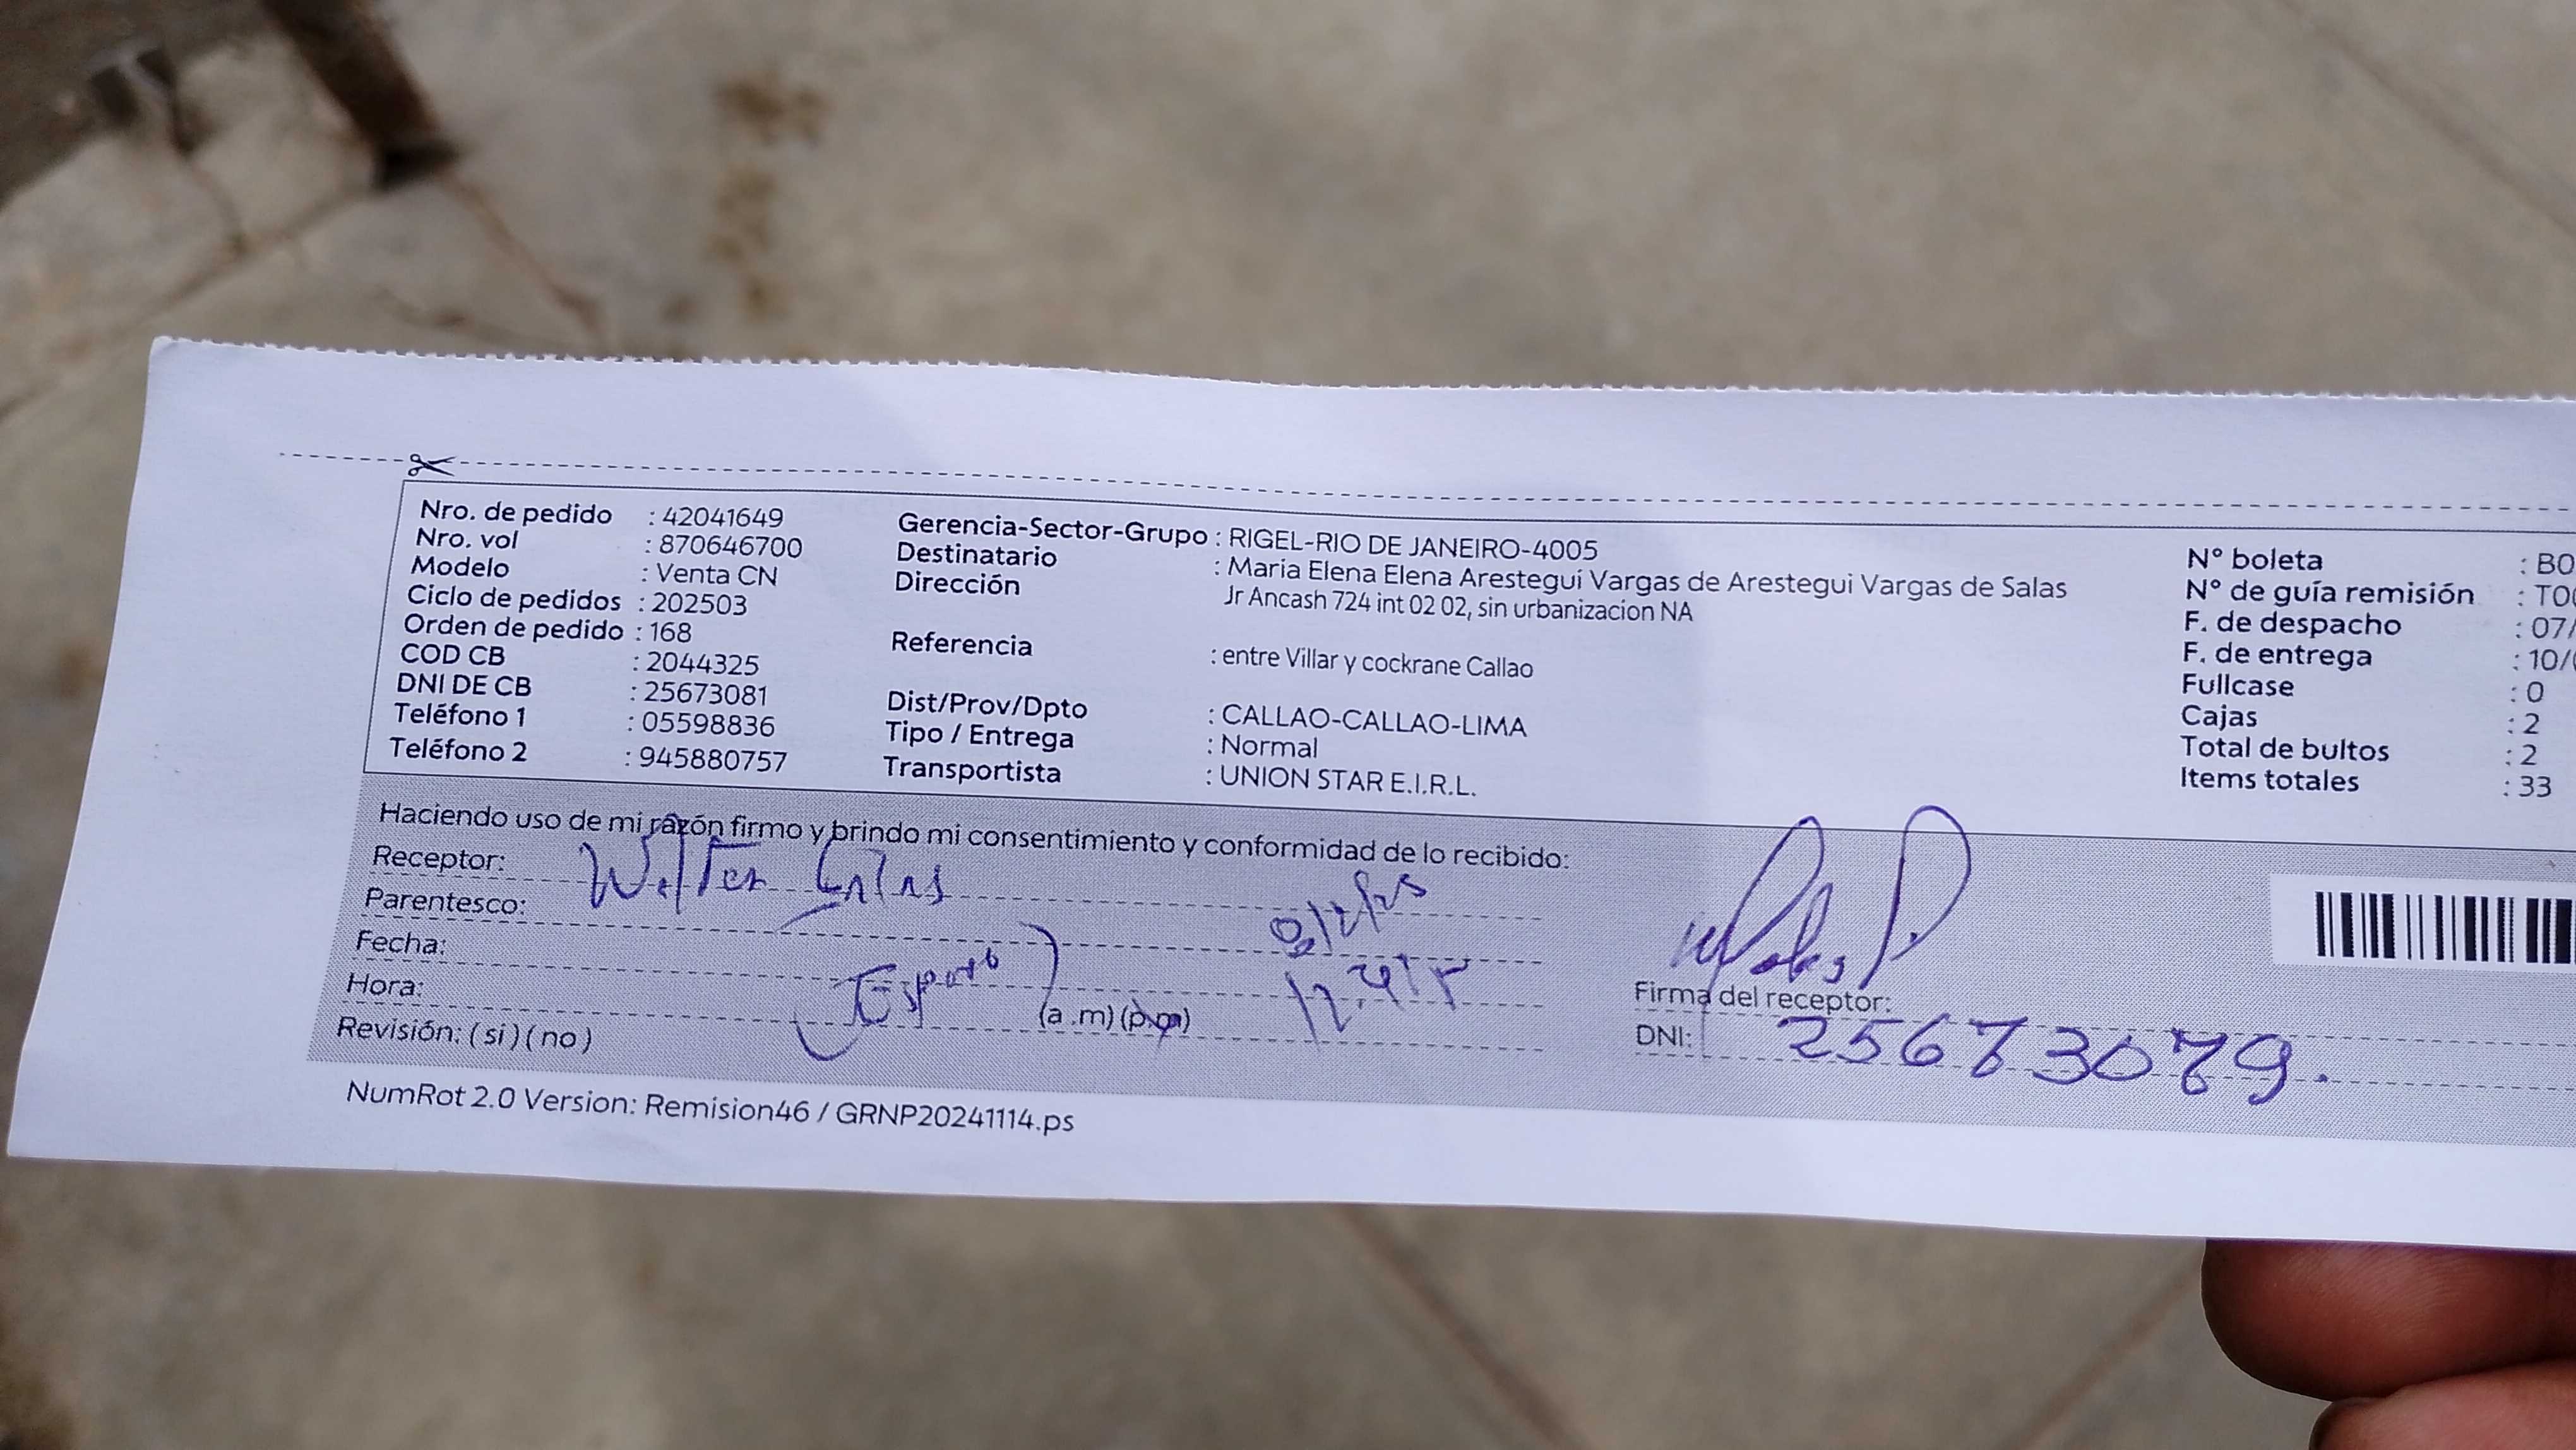 Nro. de pedido : 42041649
Nro. vol : 870646700
Modelo : Venta CN
Ciclo de pedidos : 202503
Orden de pedido : 168
COD CB : 2044325
DNI DE CB : 25673081
Teléfono 1 : 05598836
Teléfono 2 : 945880757
Gerencia-Sector-Grupo : RIGEL-RIO DE JANEIRO-4005
Destinatario : Maria Elena Elena Arestegui Vargas de Arestegui Vargas de Salas
Dirección Jr Ancash 724 int 02 02, sin urbanizacion NA
Referencia : entre Villar y cockrane Callao
Dist/Prov/Dpto : CALLAO-CALLAO-LIMA
Tipo / Entrega : Normal
Transportista : UNION STAR E.I.R.L.
N° boleta : BO
N° de guía remisión : TO
F. de despacho : 07/
F. de entrega : 10/
Fullcase : 0
Cajas : 2
Total de bultos : 2
Items totales : 33
Haciendo uso de mi razón firmo y brindo mi consentimiento y conformidad de lo recibido:
Receptor: Walter Salas
Parentesco:
Fecha:
Hora: (a.m) (p.m)
Revisión: ( si ) ( no )
Firma del receptor:
DNI: 25673079.
NumRot 2.0 Version: Remision46 / GRNP20241114.ps